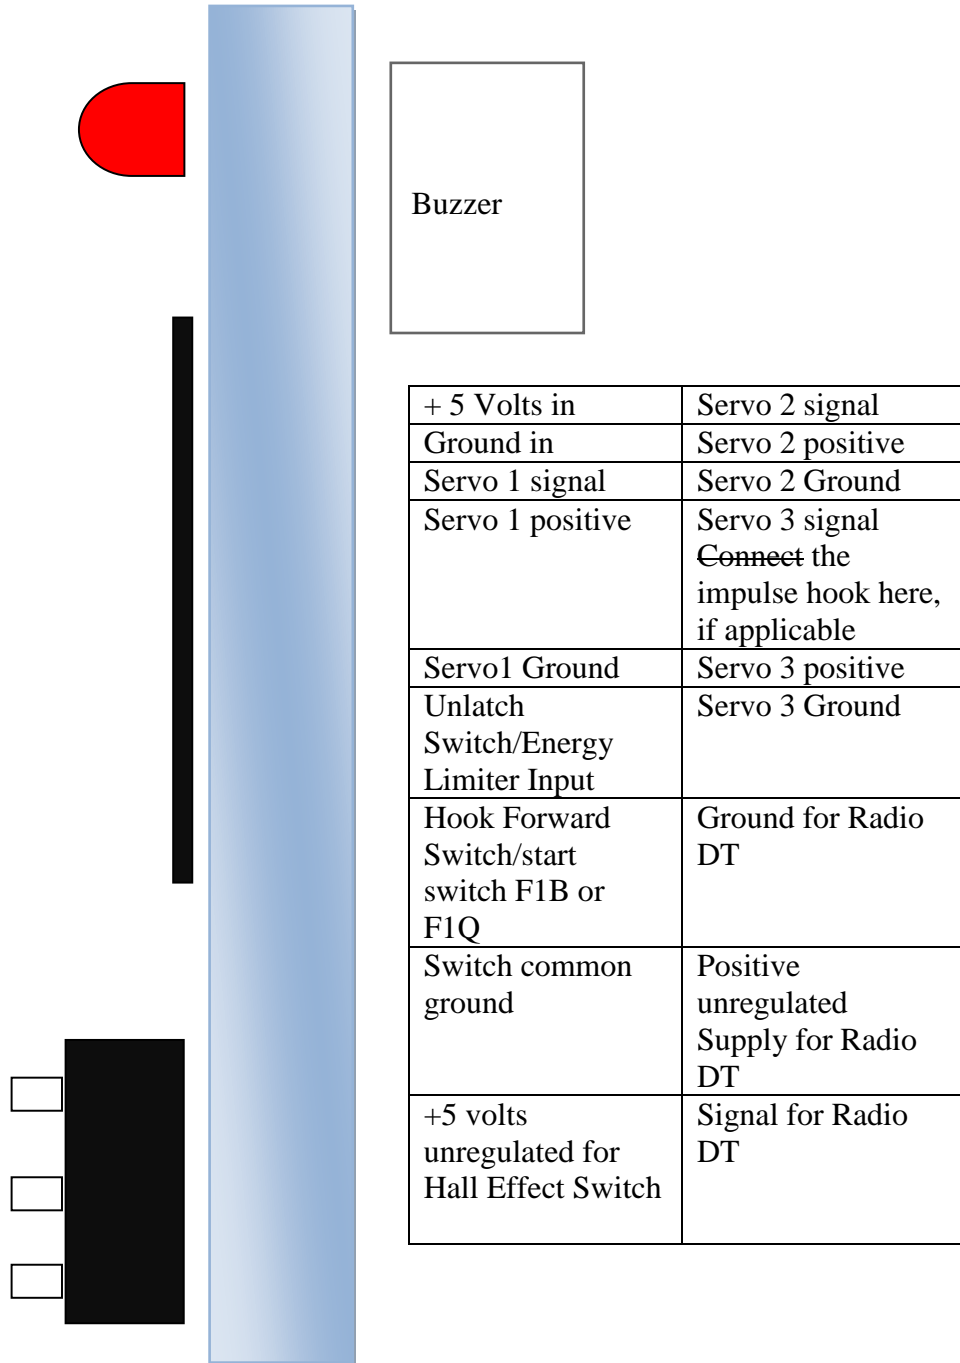 Buzzer
+ 5 Volts in
Servo 2 signal
Ground in
Servo 2 positive
Servo 1 signal
Servo 2 Ground
Servo 1 positive
Servo 3 signal
Connect the
impulse hook here,
if applicable
Servo1 Ground
Servo 3 positive
Unlatch
Switch/Energy
Limiter Input
Servo 3 Ground
Hook Forward
Switch/start
switch F1B or
F1Q
Ground for Radio
DT
Switch common
ground
Positive
unregulated
Supply for Radio
DT
+5 volts
unregulated for
Hall Effect Switch
Signal for Radio
DT